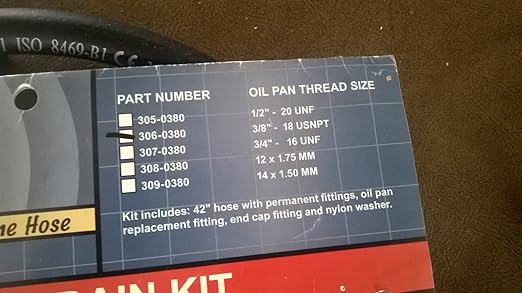 1 ISO 8469-B1 CE
PART NUMBER OIL PAN THREAD SIZE
305-0380 1/2" - 20 UNF
306-0380 3/8" - 18 USNPT
307-0380 3/4" - 16 UNF
308-0380 12 x 1.75 MM
309-0380 14 x 1.50 MM
Kit includes: 42" hose with permanent fittings, oil pan
replacement fitting, end cap fitting and nylon washer.
ne Hose
RAIN KIT